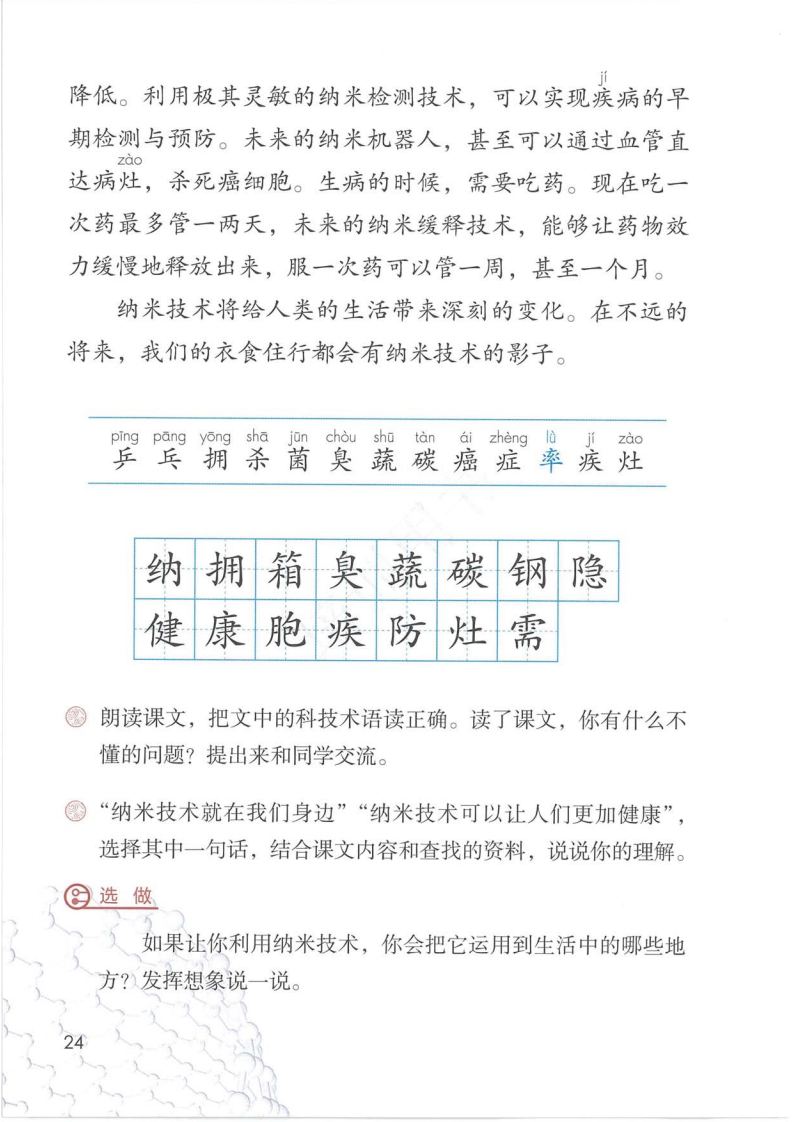 jí
降低。利用极其灵敏的纳米检测技术，可以实现疾病的早
期检测与预防。未来的纳米机器人，甚至可以通过血管直
zào
达病灶，杀死癌细胞。生病的时候，需要吃药。现在吃一
次药最多管一两天，未来的纳米缓释技术，能够让药物效
力缓慢地释放出来，服一次药可以管一周，甚至一个月。
纳米技术将给人类的生活带来深刻的变化。在不远的
将来，我们的衣食住行都会有纳米技术的影子。
pīng pāng yōng shā jūn chòu shū tàn ái zhèng lǜ jí zào
乒 乓 拥 杀 菌 臭 蔬 碳 癌 症 率 疾 灶
纳 拥 箱 臭 蔬 碳 钢 隐
健 康 胞 疾 防 灶 需
朗读课文，把文中的科技术语读正确。读了课文，你有什么不
懂的问题？提出来和同学交流。
“纳米技术就在我们身边”“纳米技术可以让人们更加健康”，
选择其中一句话，结合课文内容和查找的资料，说说你的理解。
选 做
如果让你利用纳米技术，你会把它运用到生活中的哪些地
方？发挥想象说一说。
24